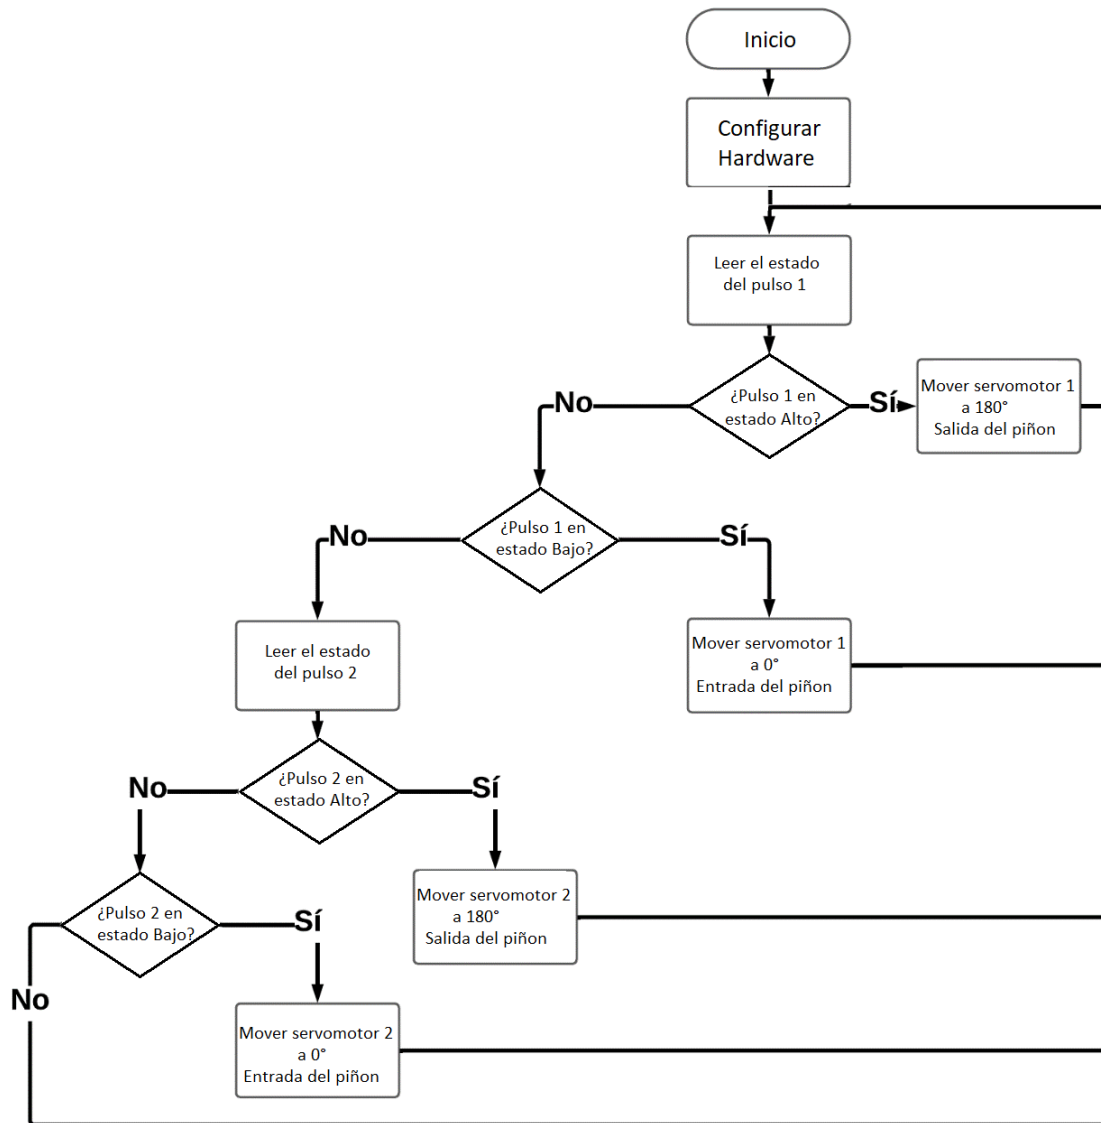 Inicio
Configurar
Hardware
Leer el estado
del pulso 1
¿Pulso 1 en
estado Alto?
No
Sí
Mover servomotor 1
a 180°
Salida del piñon
¿Pulso 1 en
estado Bajo?
No
Sí
Leer el estado
del pulso 2
Mover servomotor 1
a 0°
Entrada del piñon
¿Pulso 2 en
estado Alto?
No
Sí
Mover servomotor 2
a 180°
Salida del piñon
¿Pulso 2 en
estado Bajo?
Sí
No
Mover servomotor 2
a 0°
Entrada del piñon